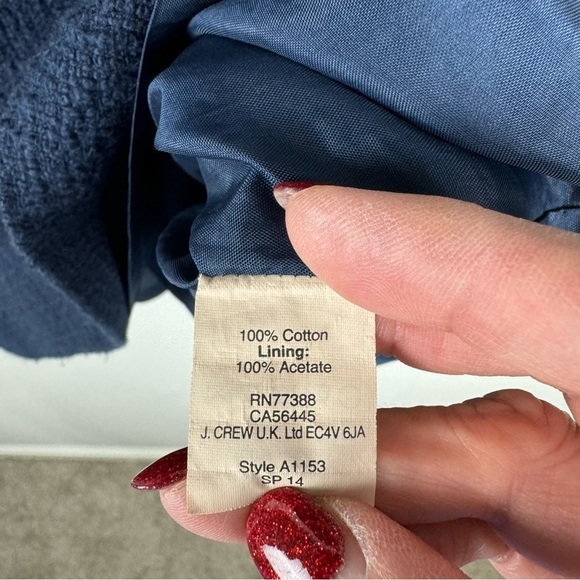 100% Cotton
Lining:
100% Acetate
RN77388
CA56445
J. CREW U.K. Ltd EC4V 6JA
Style A1153
SP 14